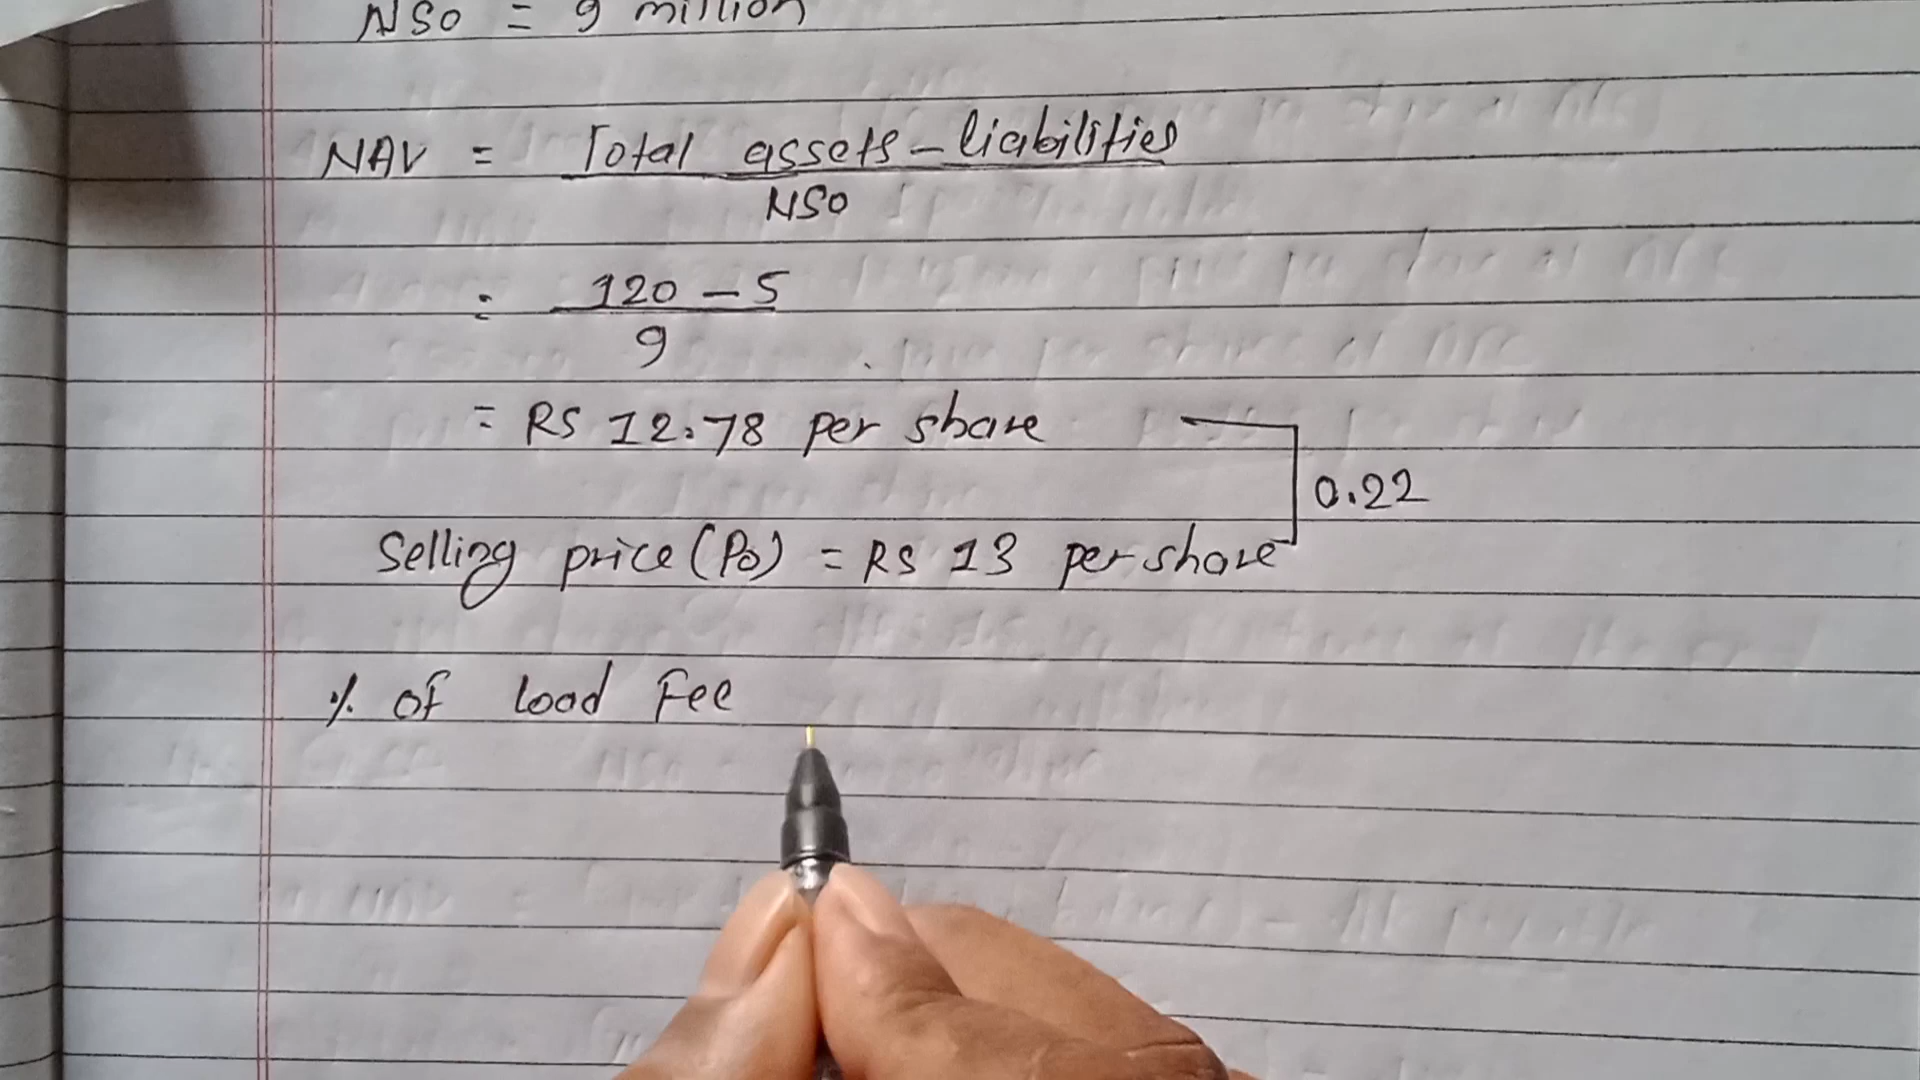 NSO = 9 million
NAV = Total assets - liabilities
NSO
= 120 - 5
9
= RS 12.78 per share
0.22
Selling price (P0) = RS 13 per share
% of load Fee